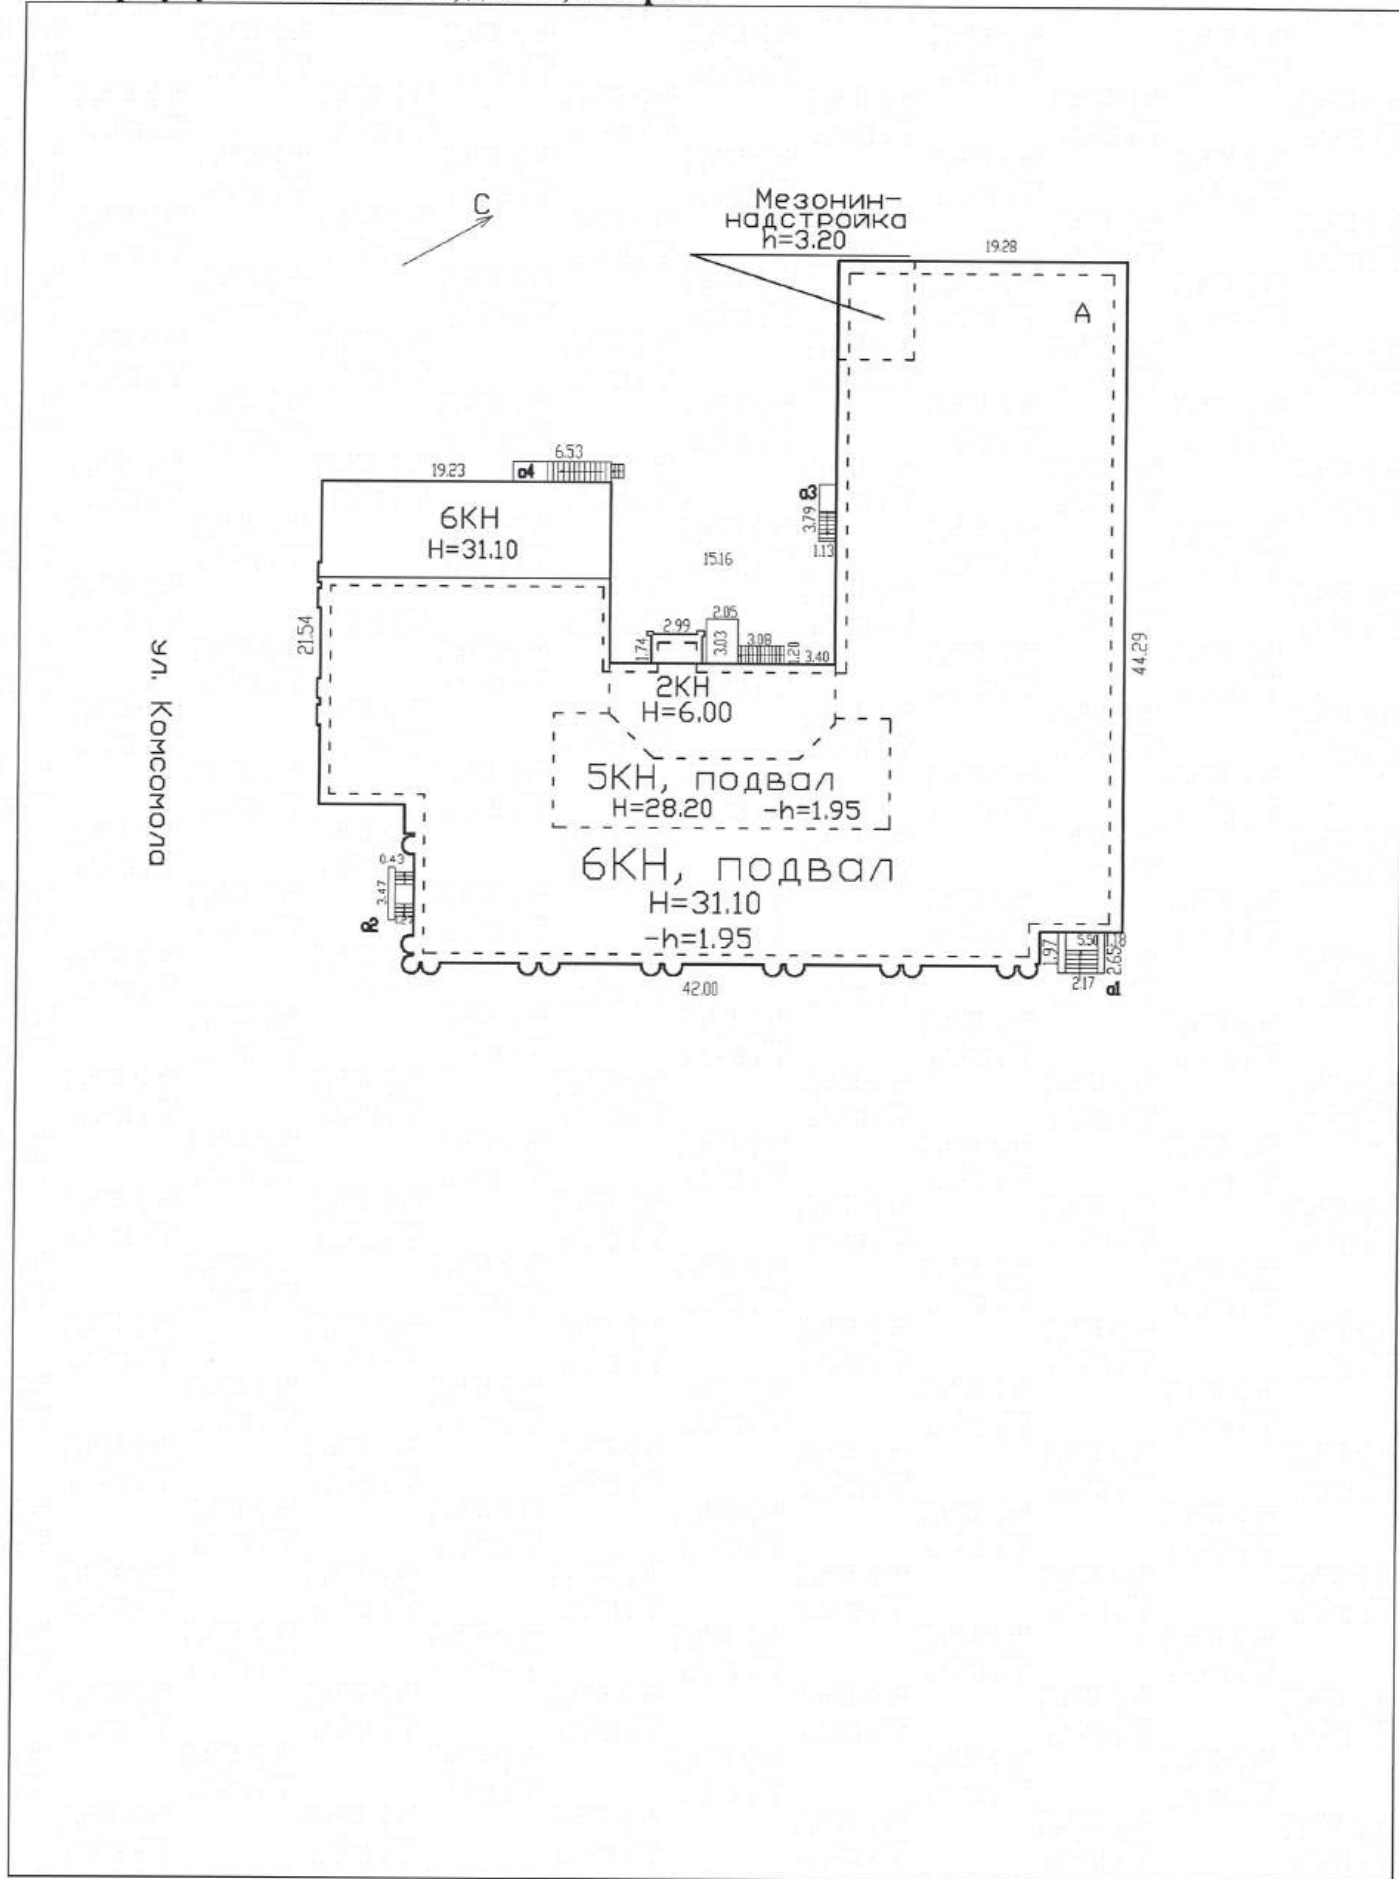 С
Мезонин-
надстройка
h=3.20
19.28
А
6.53
19.23
а4
6КН
Н=31.10
а3
3.79
1.13
15.16
21.54
2.05
2.99
1.74
3.03
3.08
1.20
3.40
44.29
ул. Комсомола
2КН
Н=6.00
5КН, подвал
Н=28.20 -h=1.95
6КН, подвал
Н=31.10
-h=1.95
0.43
3.47
а2
1.97
5.50
1.18
2.65
2.17
а1
42.00